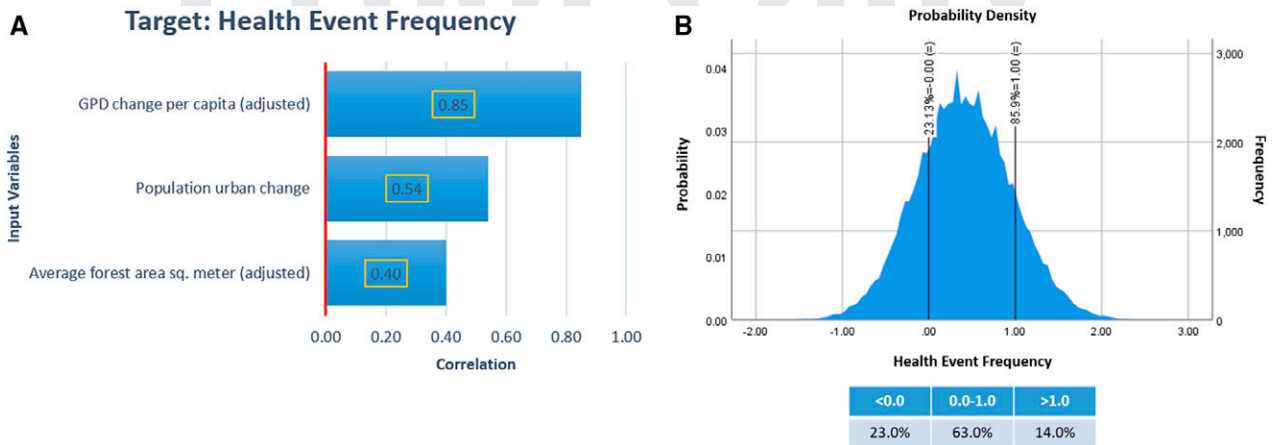 A
Target: Health Event Frequency
Input Variables
GPD change per capita (adjusted)
0.85
Population urban change
0.54
Average forest area sq. meter (adjusted)
0.40
0.00 0.20 0.40 0.60 0.80 1.00
Correlation
B
Probability Density
Probability
0.04
0.03
0.02
0.01
0.00
23.13%=-0.00 (=)
85.9%=1.00 (=)
3,000
2,000
1,000
0
Frequency
-2.00 -1.00 .00 1.00 2.00 3.00
Health Event Frequency
<0.0 0.0-1.0 >1.0
23.0% 63.0% 14.0%